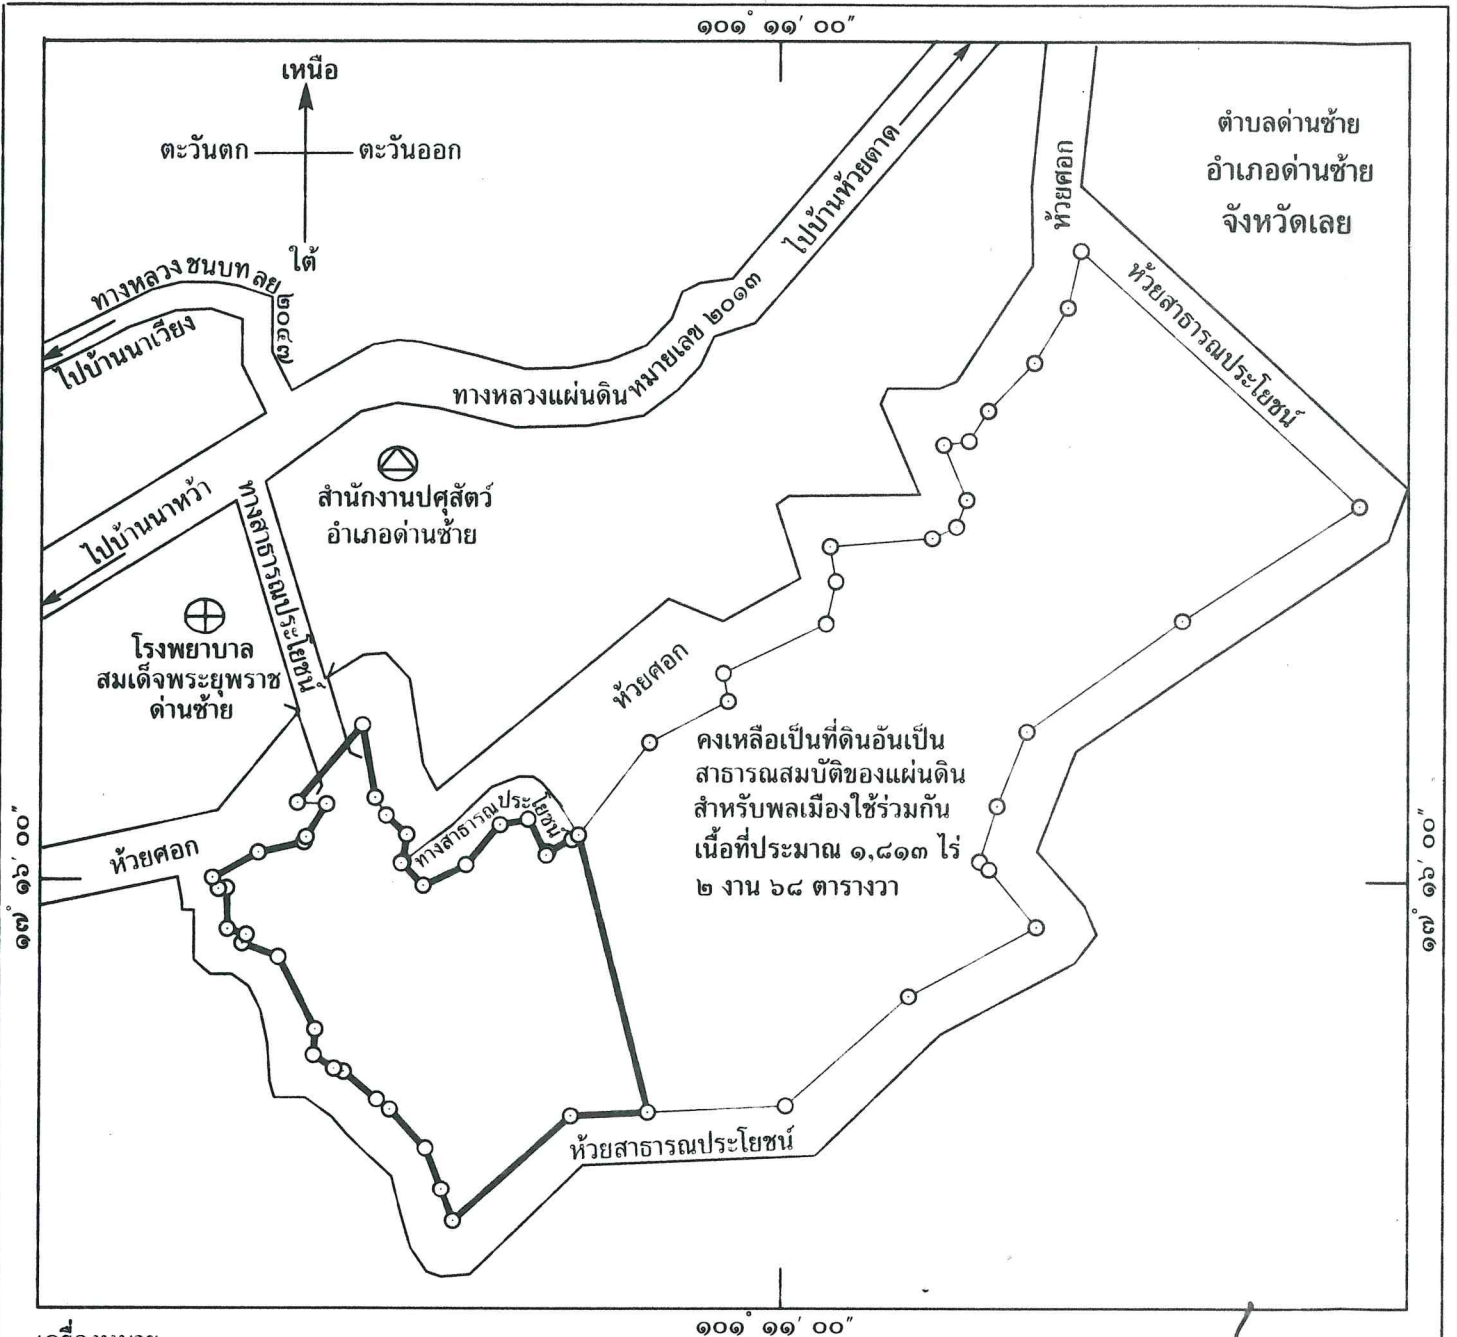 ๑๐๑° ๑๑′ ๐๐″
เหนือ
ตะวันตก
ตะวันออก
ใต้
ตำบลด่านซ้าย
อำเภอด่านซ้าย
จังหวัดเลย
ทางหลวงชนบท ลย ๒๐๔๗
ไปบ้านนาเวียง
ทางหลวงแผ่นดินหมายเลข ๒๐๑๓
ไปบ้านห้วยตาด
ห้วยศอก
ห้วยสาธารณประโยชน์
ไปบ้านนาหว้า
ทางสาธารณประโยชน์
สำนักงานปศุสัตว์
อำเภอด่านซ้าย
โรงพยาบาล
สมเด็จพระยุพราช
ด่านซ้าย
ห้วยศอก
คงเหลือเป็นที่ดินอันเป็น
สาธารณสมบัติของแผ่นดิน
สำหรับพลเมืองใช้ร่วมกัน
เนื้อที่ประมาณ ๑,๘๑๓ ไร่
๒ งาน ๖๘ ตารางวา
ทางสาธารณประโยชน์
ห้วยศอก
๑๗° ๑๖′ ๐๐″
๑๗° ๑๖′ ๐๐″
ห้วยสาธารณประโยชน์
๑๐๑° ๑๑′ ๐๐″